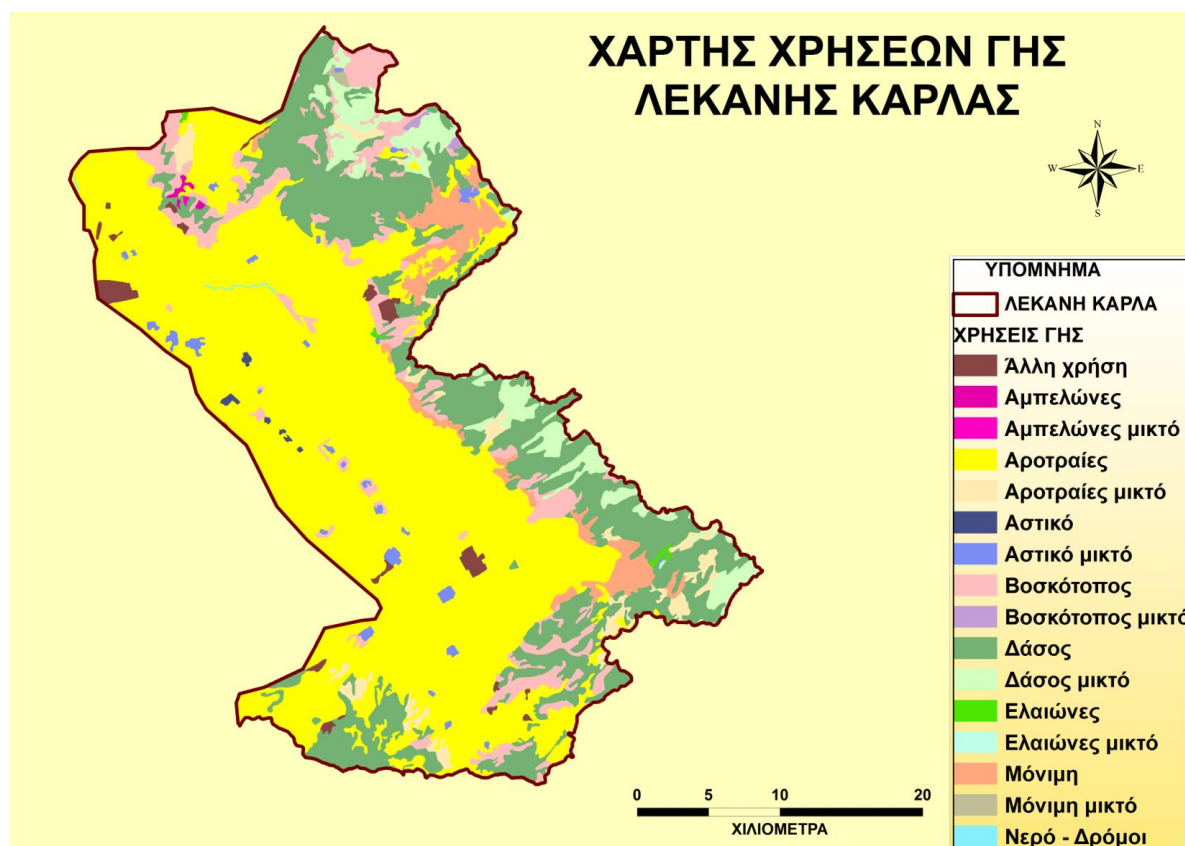 ΧΑΡΤΗΣ ΧΡΗΣΕΩΝ ΓΗΣ
ΛΕΚΑΝΗΣ ΚΑΡΛΑΣ
N
W E
S
ΥΠΟΜΝΗΜΑ
ΛΕΚΑΝΗ ΚΑΡΛΑ
ΧΡΗΣΕΙΣ ΓΗΣ
Άλλη χρήση
Αμπελώνες
Αμπελώνες μικτό
Αροτραίες
Αροτραίες μικτό
Αστικό
Αστικό μικτό
Βοσκότοπος
Βοσκότοπος μικτό
Δάσος
Δάσος μικτό
Ελαιώνες
Ελαιώνες μικτό
Μόνιμη
Μόνιμη μικτό
Νερό - Δρόμοι
0 5 10 20
ΧΙΛΙΟΜΕΤΡΑ